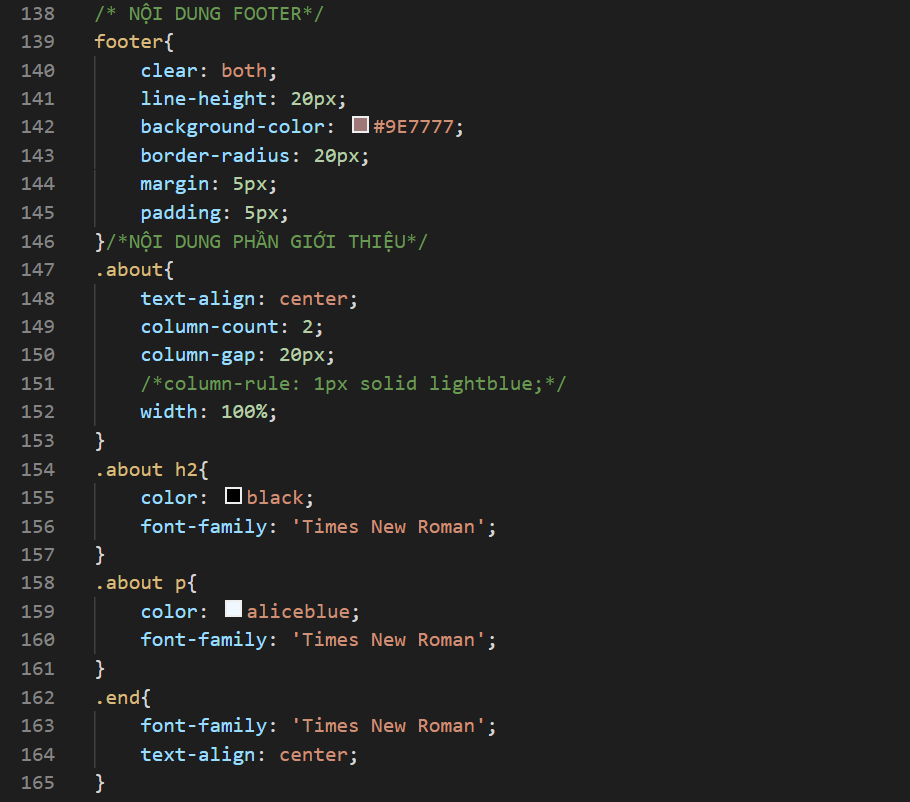 138 /* NỘI DUNG FOOTER*/
139 footer{
140 clear: both;
141 line-height: 20px;
142 background-color: #9E7777;
143 border-radius: 20px;
144 margin: 5px;
145 padding: 5px;
146 }/*NỘI DUNG PHẦN GIỚI THIỆU*/
147 .about{
148 text-align: center;
149 column-count: 2;
150 column-gap: 20px;
151 /*column-rule: 1px solid lightblue;*/
152 width: 100%;
153 }
154 .about h2{
155 color: black;
156 font-family: 'Times New Roman';
157 }
158 .about p{
159 color: aliceblue;
160 font-family: 'Times New Roman';
161 }
162 .end{
163 font-family: 'Times New Roman';
164 text-align: center;
165 }